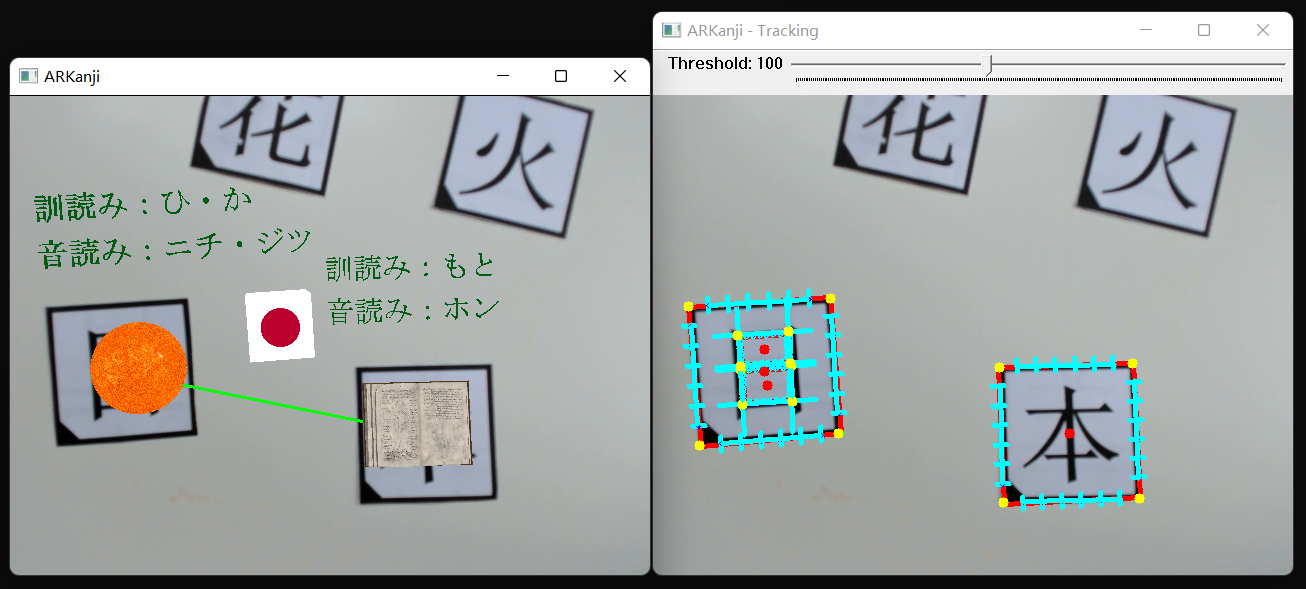 ARKanji
花
火
訓読み：ひ・か
音読み：ニチ・ジツ
訓読み：もと
音読み：ホン
ARKanji - Tracking
Threshold: 100
花
火
日
本